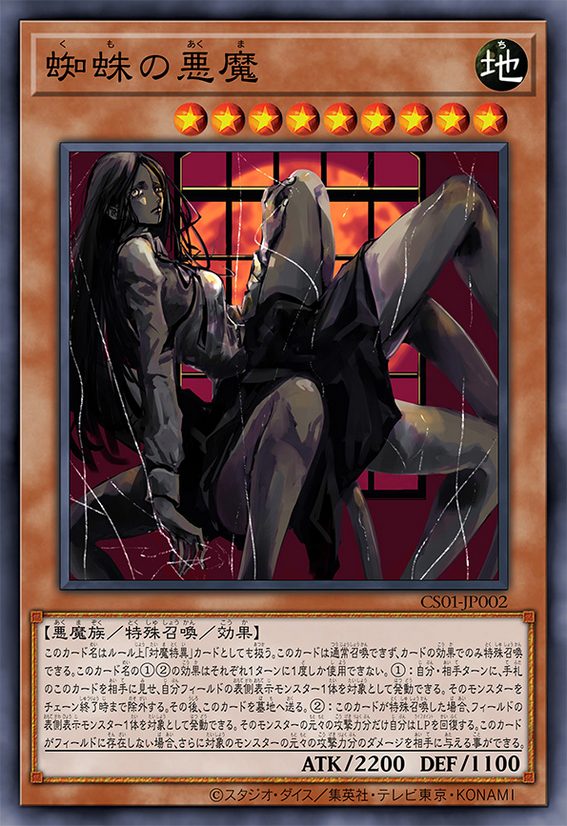 蜘蛛の悪魔
地
CS01-JP002
【悪魔族／特殊召喚／効果】
このカード名はルール上「対魔特異」カードとしても扱う。このカードは通常召喚できず、カードの効果でのみ特殊召喚
できる。このカード名の①②の効果はそれぞれ1ターンに1度しか使用できない。①：自分・相手ターンに、手札
のこのカードを相手に見せ、自分フィールドの表側表示モンスター1体を対象として発動できる。そのモンスターを
チェーン終了時まで除外する。その後、このカードを墓地へ送る。②：このカードが特殊召喚した場合、フィールドの
表側表示モンスター1体を対象として発動できる。そのモンスターの元々の攻撃力分だけ自分はLPを回復する。このカード
がフィールドに存在しない場合、さらに対象のモンスターの元々の攻撃力分のダメージを相手に与える事ができる。
ATK/2200 DEF/1100
©スタジオ・ダイス／集英社・テレビ東京・KONAMI